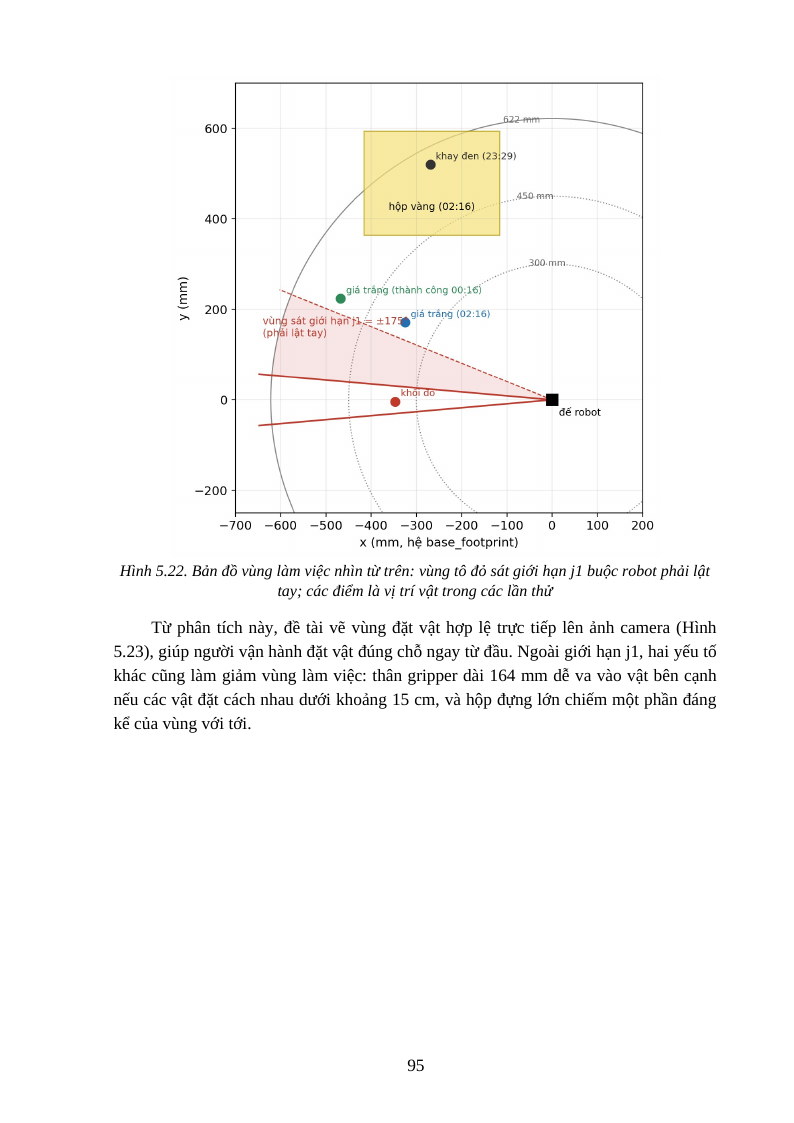 622 mm
600
khay đen (23:29)
hộp vàng (02:16)
450 mm
400
300 mm
giá trắng (thành công 00:16)
y (mm)
200
giá trắng (02:16)
vùng sát giới hạn j1 = ±175
(phải lật tay)
khối đỏ
0
đế robot
−200
−700 −600 −500 −400 −300 −200 −100 0 100 200
x (mm, hệ base_footprint)
Hình 5.22. Bản đồ vùng làm việc nhìn từ trên: vùng tô đỏ sát giới hạn j1 buộc robot phải lật
tay; các điểm là vị trí vật trong các lần thử
Từ phân tích này, đề tài vẽ vùng đặt vật hợp lệ trực tiếp lên ảnh camera (Hình
5.23), giúp người vận hành đặt vật đúng chỗ ngay từ đầu. Ngoài giới hạn j1, hai yếu tố
khác cũng làm giảm vùng làm việc: thân gripper dài 164 mm dễ va vào vật bên cạnh
nếu các vật đặt cách nhau dưới khoảng 15 cm, và hộp đựng lớn chiếm một phần đáng
kể của vùng với tới.
95